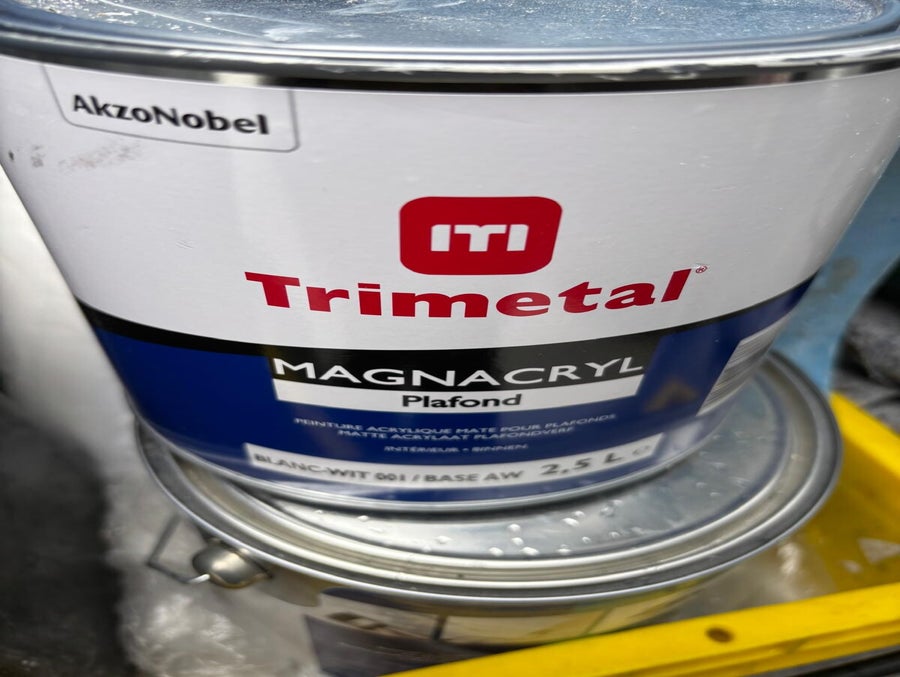 AkzoNobel
Trimetal®
MAGNACRYL
Plafond
PEINTURE ACRYLIQUE MATE POUR PLAFONDS
MATTE ACRYLAAT PLAFONDVERF
INTÉRIEUR • BINNEN
BLANC-WIT 001 / BASE AW 2,5 L